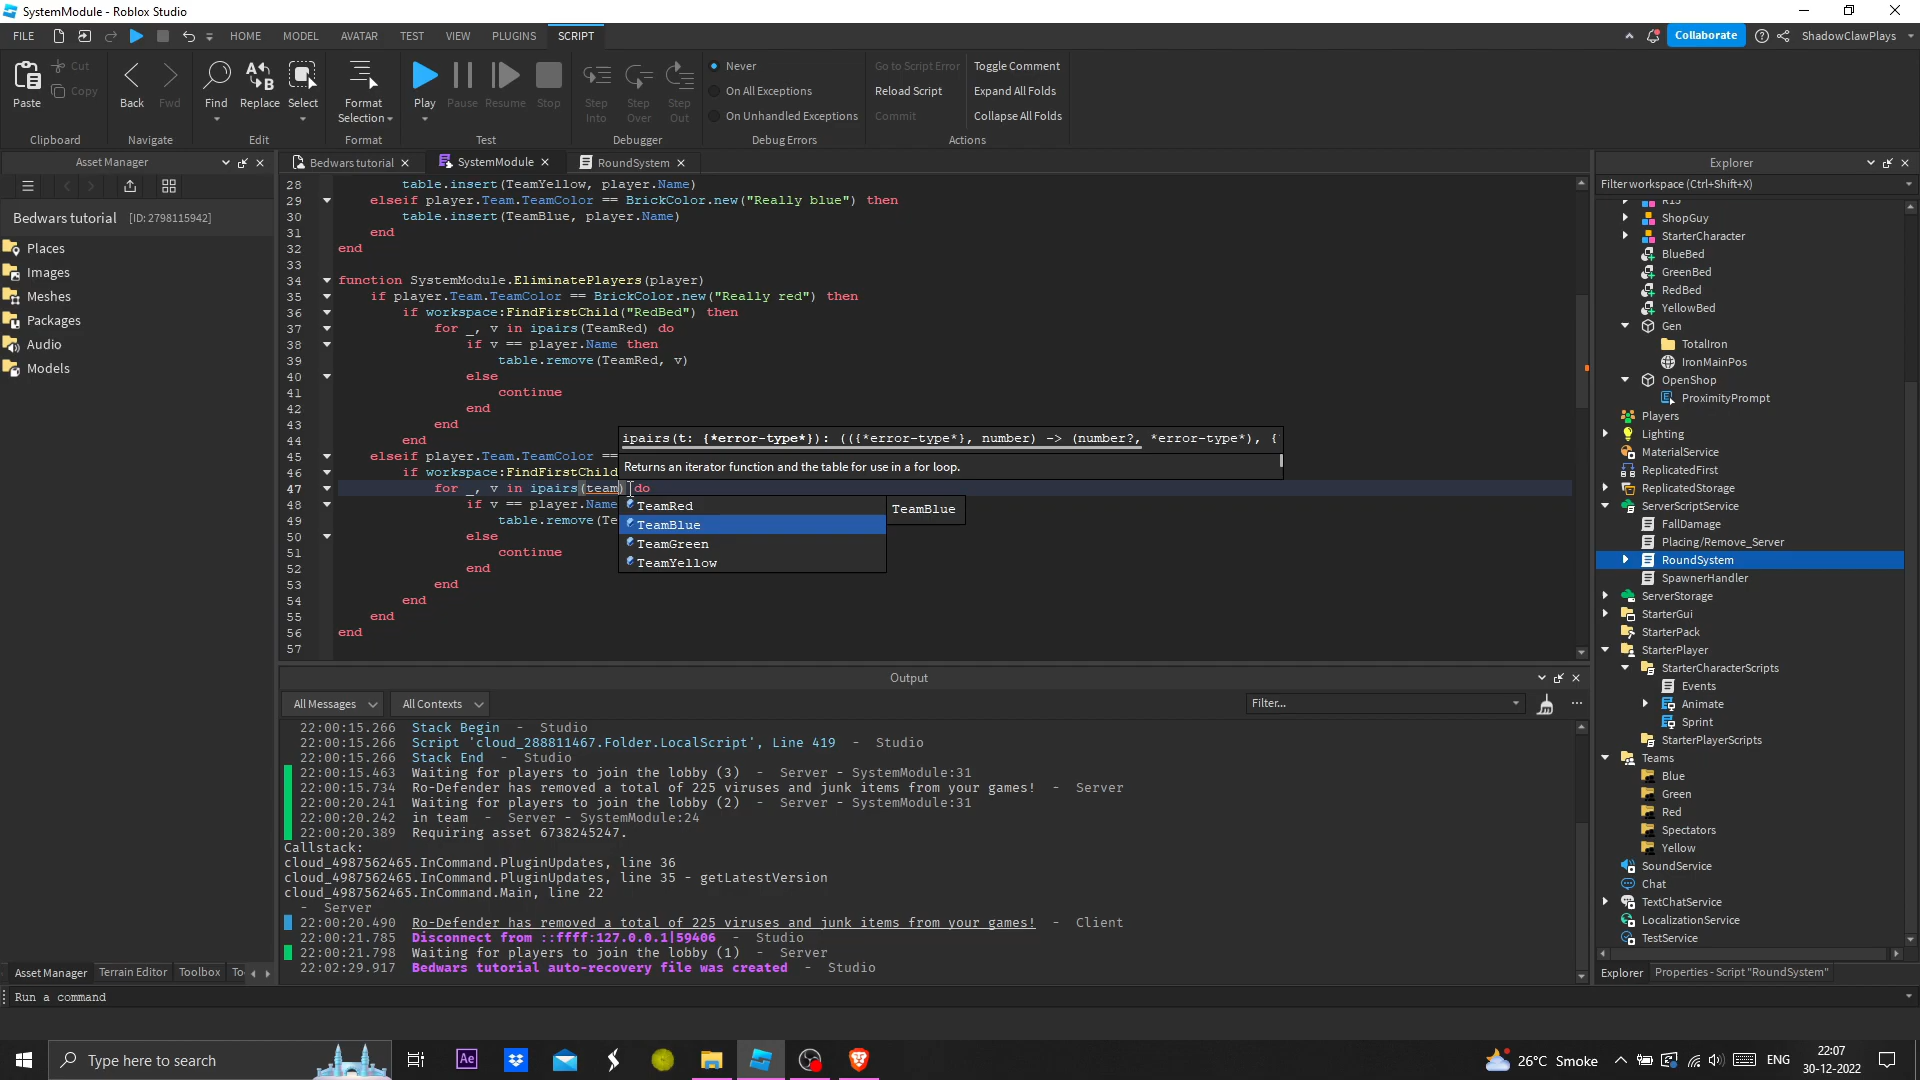 SystemModule - Roblox Studio
FILE HOME MODEL AVATAR TEST VIEW PLUGINS SCRIPT Collaborate ShadowClawPlays
Paste Cut Copy
Clipboard
Back Fwd
Navigate
Find Replace Select
Edit
Format Selection
Format
Play Pause Resume Stop
Test
Step Into Step Over Step Out
Debugger
Never
On All Exceptions
On Unhandled Exceptions
Debug Errors
Go to Script Error
Reload Script
Commit
Toggle Comment
Expand All Folds
Collapse All Folds
Actions
Asset Manager
Bedwars tutorial [ID: 2798115942]
Places
Images
Meshes
Packages
Audio
Models
Bedwars tutorial SystemModule RoundSystem
28 table.insert(TeamYellow, player.Name)
29 elseif player.Team.TeamColor == BrickColor.new("Really blue") then
30 table.insert(TeamBlue, player.Name)
31 end
32 end
33
34 function SystemModule.EliminatePlayers(player)
35 if player.Team.TeamColor == BrickColor.new("Really red") then
36 if workspace:FindFirstChild("RedBed") then
37 for _, v in ipairs(TeamRed) do
38 if v == player.Name then
39 table.remove(TeamRed, v)
40 else
41 continue
42 end
43 end
44 end
45 elseif player.Team.TeamColor ==
46 if workspace:FindFirstChild
47 for _, v in ipairs(team) do
48 if v == player.Name
49 table.remove(Te
50 else
51 continue
52 end
53 end
54 end
55 end
56 end
57
ipairs(t: {*error-type*}): (({*error-type*}, number) -> (number?, *error-type*), {
Returns an iterator function and the table for use in a for loop.
TeamRed
TeamBlue
TeamGreen
TeamYellow
TeamBlue
Output
All Messages All Contexts Filter...
22:00:15.266 Stack Begin - Studio
22:00:15.266 Script 'cloud_288811467.Folder.LocalScript', Line 419 - Studio
22:00:15.266 Stack End - Studio
22:00:15.463 Waiting for players to join the lobby (3) - Server - SystemModule:31
22:00:15.734 Ro-Defender has removed a total of 225 viruses and junk items from your games! - Server
22:00:20.241 Waiting for players to join the lobby (2) - Server - SystemModule:31
22:00:20.242 in team - Server - SystemModule:24
22:00:20.389 Requiring asset 6738245247.
Callstack:
cloud_4987562465.InCommand.PluginUpdates, line 36
cloud_4987562465.InCommand.PluginUpdates, line 35 - getLatestVersion
cloud_4987562465.InCommand.Main, line 22
- Server
22:00:20.490 Ro-Defender has removed a total of 225 viruses and junk items from your games! - Client
22:00:21.785 Disconnect from ::ffff:127.0.0.1|59406 - Studio
22:00:21.798 Waiting for players to join the lobby (1) - Server
22:02:29.917 Bedwars tutorial auto-recovery file was created - Studio
Explorer
Filter workspace (Ctrl+Shift+X)
R15
ShopGuy
StarterCharacter
BlueBed
GreenBed
RedBed
YellowBed
Gen
TotalIron
IronMainPos
OpenShop
ProximityPrompt
Players
Lighting
MaterialService
ReplicatedFirst
ReplicatedStorage
ServerScriptService
FallDamage
Placing/Remove_Server
RoundSystem
SpawnerHandler
ServerStorage
StarterGui
StarterPack
StarterPlayer
StarterCharacterScripts
Events
Animate
Sprint
StarterPlayerScripts
Teams
Blue
Green
Red
Spectators
Yellow
SoundService
Chat
TextChatService
LocalizationService
TestService
Explorer Properties - Script "RoundSystem"
Asset Manager Terrain Editor Toolbox To
Run a command
Type here to search
Ae
26°C Smoke ENG
22:07
30-12-2022